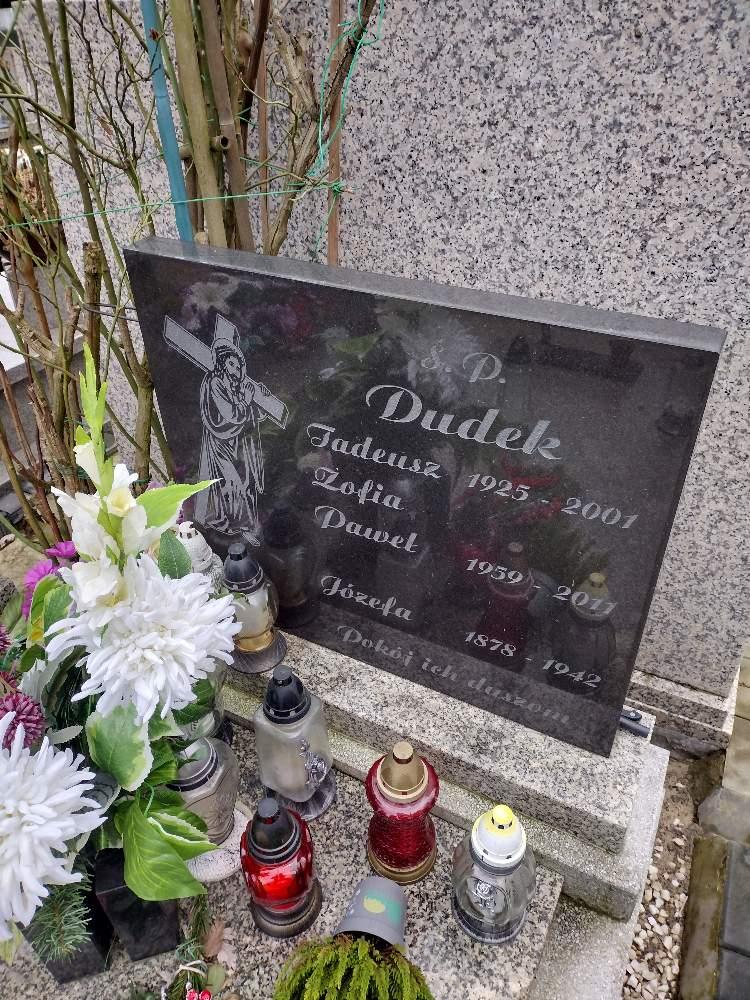 Ś. P.
Dudek
Tadeusz 1925 - 2001
Zofia
Paweł 1959 - 2011
Józefa 1878 - 1942
Pokój ich duszom